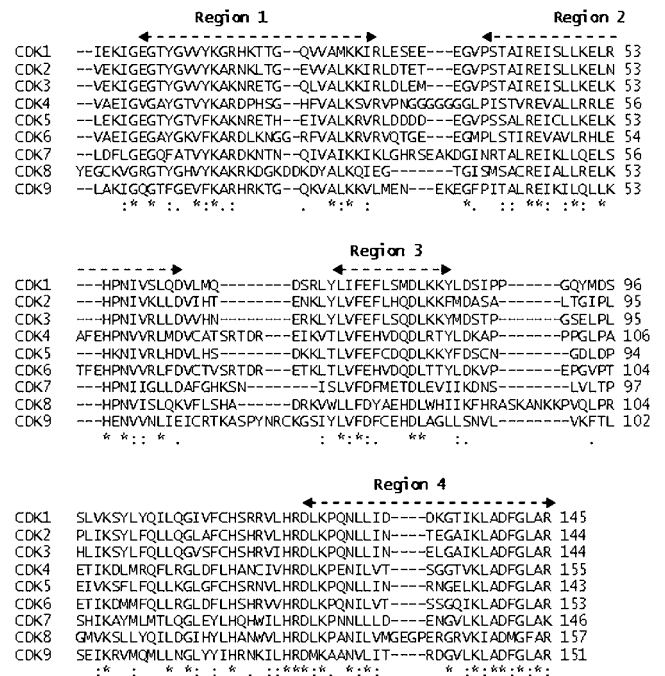 Region 1 Region 2
CDK1 --IEKIGEGTYGVVYKGRHKTTG--QVVAMKKIRLESEE---EGVPSTAIREISLLKELR 53
CDK2 --VEKIGEGTYGVVYKARNKLTG--EVVALKKIRLDTET---EGVPSTAIREISLLKELN 53
CDK3 --VEKIGEGTYGVVYKAKNRETG--QLVALKKIRLDLEM---EGVPSTAIREISLLKELK 53
CDK4 --VAEIGVGAYGTVYKARDPHSG--HFVALKSVRVPNGGGGGGGLPISTVREVALLRRLE 56
CDK5 --LEKIGEGTYGTVFKAKNRETH--EIVALKRVRLDDDD---EGVPSSALREICLLKELK 53
CDK6 --VAEIGEGAYGKVFKARDLKNGG-RFVALKRVRVQTGE---EGMPLSTIREVAVLRHLE 54
CDK7 --LDFLGEGQFATVYKARDKNTN--QIVAIKKIKLGHRSEAKDGINRTALREIKLLQELS 56
CDK8 YEGCKVGRGTYGHVYKAKRKDGKDDKDYALKQIEG-------TGISMSACREIALLRELK 53
CDK9 --LAKIGQGTFGEVFKARHRKTG--QKVALKKVLMEN--EKEGFPITALREIKILQLLK 53
:* * :. *:**: *:* : *. :: **: :* *
Region 3
CDK1 ---HPNIVSLQDVLMQ--------DSRLYLIFEFLSMDLKKYLDSIPP------GQYMDS 96
CDK2 ---HPNIVKLLDVIHT--------ENKLYLVFEFLHQDLKKFMDASA-------LTGIPL 95
CDK3 ---HPNIVRLLDVVHN--------ERKLYLVFEFLSQDLKKYMDSTP-------GSELPL 95
CDK4 AFEHPNVVRLMDVCATSRTDR---EIKVTLVFEHVDQDLRTYLDKAP------PPGLPA 106
CDK5 ---HKNIVRLHDVLHS--------DKKLTLVFEFCDQDLKKYFDSCN-------GDLDP 94
CDK6 TFEHPNVVRLFDVCTVSRTDR---ETKLTLVFEHVDQDLTTYLDKVP------EPGVPT 104
CDK7 ---HPNIIGLLDAFGHKSN------ISLVFDFMETDLEVIIKDNS-------LVLTP 97
CDK8 ---HPNVISLQKVFLSHA------DRKVWLLFDYAEHDLWHIIKFHRASKANKKPVQLPR 104
CDK9 ---HENVVNLIEICRTKASPYNRCKGSIYLVFDFCEHDLAGLLSNVL-------VKFTL 102
* *:: * . : :*:*: ** :. .
Region 4
CDK1 SLVKSYLYQILQGIVFCHSRRVLHRDLKPQNLLID----DKGTIKLADFGLAR 145
CDK2 PLIKSYLFQLLQGLAFCHSHRVLHRDLKPQNLLIN----TEGAIKLADFGLAR 144
CDK3 HLIKSYLFQLLQGVSFCHSHRVIHRDLKPQNLLIN----ELGAIKLADFGLAR 144
CDK4 ETIKDLMRQFLRGLDFLHANCIVHRDLKPENILVT----SGGTVKLADFGLAR 155
CDK5 EIVKSFLFQLLKGLGFCHSRNVLHRDLKPQNLLIN----RNGELKLADFGLAR 143
CDK6 ETIKDMMFQLLRGLDFLHSHRVVHRDLKPQNILVT----SSGQIKLADFGLAR 153
CDK7 SHIKAYMLMTLQGLEYLHQHWILHRDLKPNNLLLD----ENGVLKLADFGLAK 146
CDK8 GMVKSLLYQILDGIHYLHANWVLHRDLKPANILVMGEGPERGRVKIADMGFAR 157
CDK9 SEIKRVMQMLLNGLYYIHRNKILHRDMKAANVLIT----RDGVLKLADFGLAR 151
:* : * *: : * . ::***:*. *:*: * :*:**:*:*: